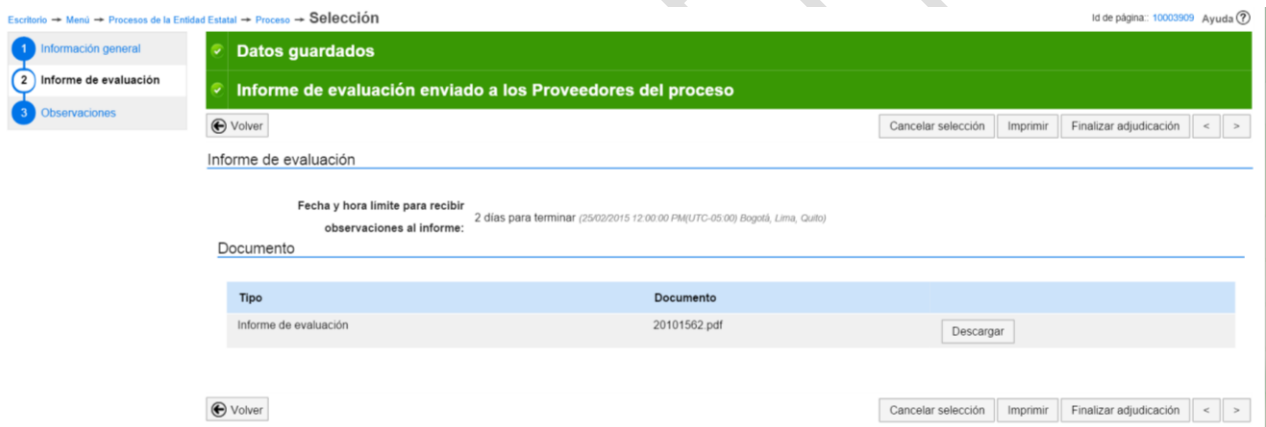 Escritorio → Menú → Procesos de la Entidad Estatal → Proceso → Selección
Id de página:: 10003909 Ayuda ?
1 Información general
2 Informe de evaluación
3 Observaciones
Datos guardados
Informe de evaluación enviado a los Proveedores del proceso
Volver Cancelar selección Imprimir Finalizar adjudicación < >
Informe de evaluación
Fecha y hora limite para recibir
observaciones al informe:
2 días para terminar (25/02/2015 12:00:00 PM(UTC-05:00) Bogotá, Lima, Quito)
Documento
Tipo Documento
Informe de evaluación 20101562.pdf Descargar
Volver Cancelar selección Imprimir Finalizar adjudicación < >